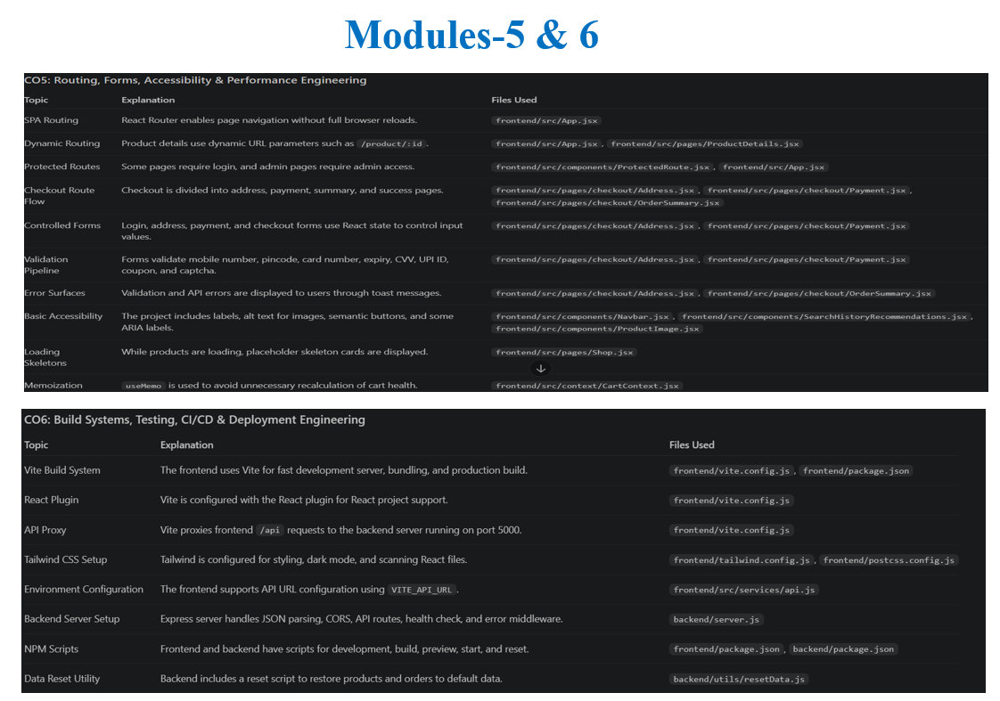 Modules-5 & 6
CO5: Routing, Forms, Accessibility & Performance Engineering
Topic Explanation Files Used
SPA Routing React Router enables page navigation without full browser reloads. frontend/src/App.jsx
Dynamic Routing Product details use dynamic URL parameters such as /product/:id . frontend/src/App.jsx , frontend/src/pages/ProductDetails.jsx
Protected Routes Some pages require login, and admin pages require admin access. frontend/src/components/ProtectedRoute.jsx , frontend/src/App.jsx
Checkout Route Checkout is divided into address, payment, summary, and success pages. frontend/src/pages/checkout/Address.jsx , frontend/src/pages/checkout/Payment.jsx ,
Flow frontend/src/pages/checkout/OrderSummary.jsx
Controlled Forms Login, address, payment, and checkout forms use React state to control input frontend/src/pages/checkout/Address.jsx , frontend/src/pages/checkout/Payment.jsx
values.
Validation Forms validate mobile number, pincode, card number, expiry, CVV, UPI ID, frontend/src/pages/checkout/Address.jsx , frontend/src/pages/checkout/Payment.jsx
Pipeline coupon, and captcha.
Error Surfaces Validation and API errors are displayed to users through toast messages. frontend/src/pages/checkout/Address.jsx , frontend/src/pages/checkout/OrderSummary.jsx
Basic Accessibility The project includes labels, alt text for images, semantic buttons, and some frontend/src/components/Navbar.jsx , frontend/src/components/SearchHistoryRecommendations.jsx ,
ARIA labels. frontend/src/components/ProductImage.jsx
Loading While products are loading, placeholder skeleton cards are displayed. frontend/src/pages/Shop.jsx
Skeletons
Memoization useMemo is used to avoid unnecessary recalculation of cart health. frontend/src/context/CartContext.jsx
CO6: Build Systems, Testing, CI/CD & Deployment Engineering
Topic Explanation Files Used
Vite Build System The frontend uses Vite for fast development server, bundling, and production build. frontend/vite.config.js , frontend/package.json
React Plugin Vite is configured with the React plugin for React project support. frontend/vite.config.js
API Proxy Vite proxies frontend /api requests to the backend server running on port 5000. frontend/vite.config.js
Tailwind CSS Setup Tailwind is configured for styling, dark mode, and scanning React files. frontend/tailwind.config.js , frontend/postcss.config.js
Environment Configuration The frontend supports API URL configuration using VITE_API_URL . frontend/src/services/api.js
Backend Server Setup Express server handles JSON parsing, CORS, API routes, health check, and error middleware. backend/server.js
NPM Scripts Frontend and backend have scripts for development, build, preview, start, and reset. frontend/package.json , backend/package.json
Data Reset Utility Backend includes a reset script to restore products and orders to default data. backend/utils/resetData.js